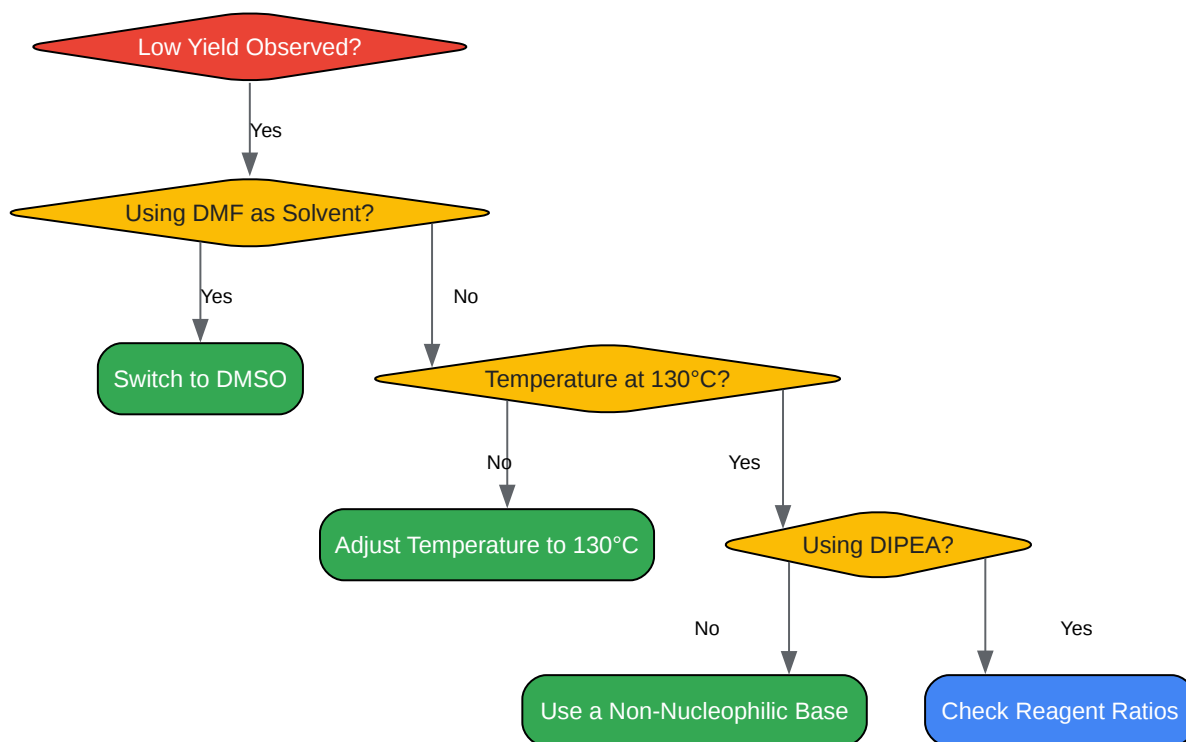 Low Yield Observed?
Yes
Using DMF as Solvent?
Yes
No
Switch to DMSO
Temperature at 130°C?
No
Yes
Adjust Temperature to 130°C
Using DIPEA?
No
Yes
Use a Non-Nucleophilic Base
Check Reagent Ratios